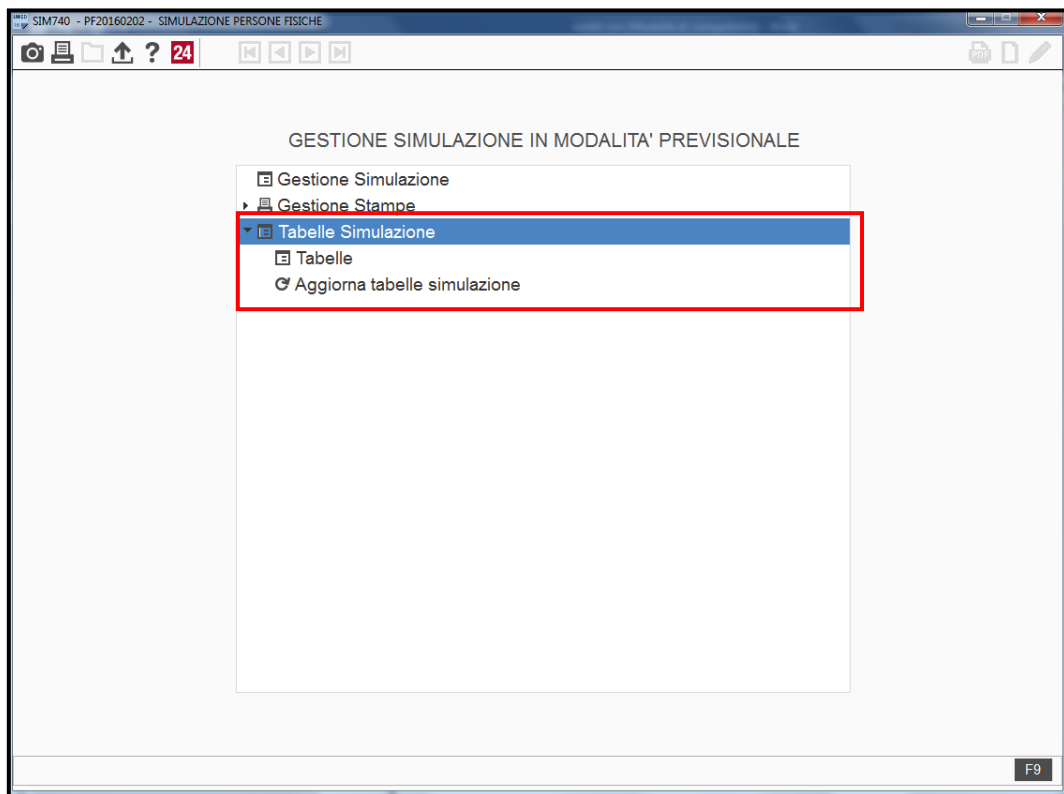 SIM740 - PF20160202 - SIMULAZIONE PERSONE FISICHE
? 24
PDF
GESTIONE SIMULAZIONE IN MODALITA' PREVISIONALE
Gestione Simulazione
Gestione Stampe
Tabelle Simulazione
Tabelle
Aggiorna tabelle simulazione
F9